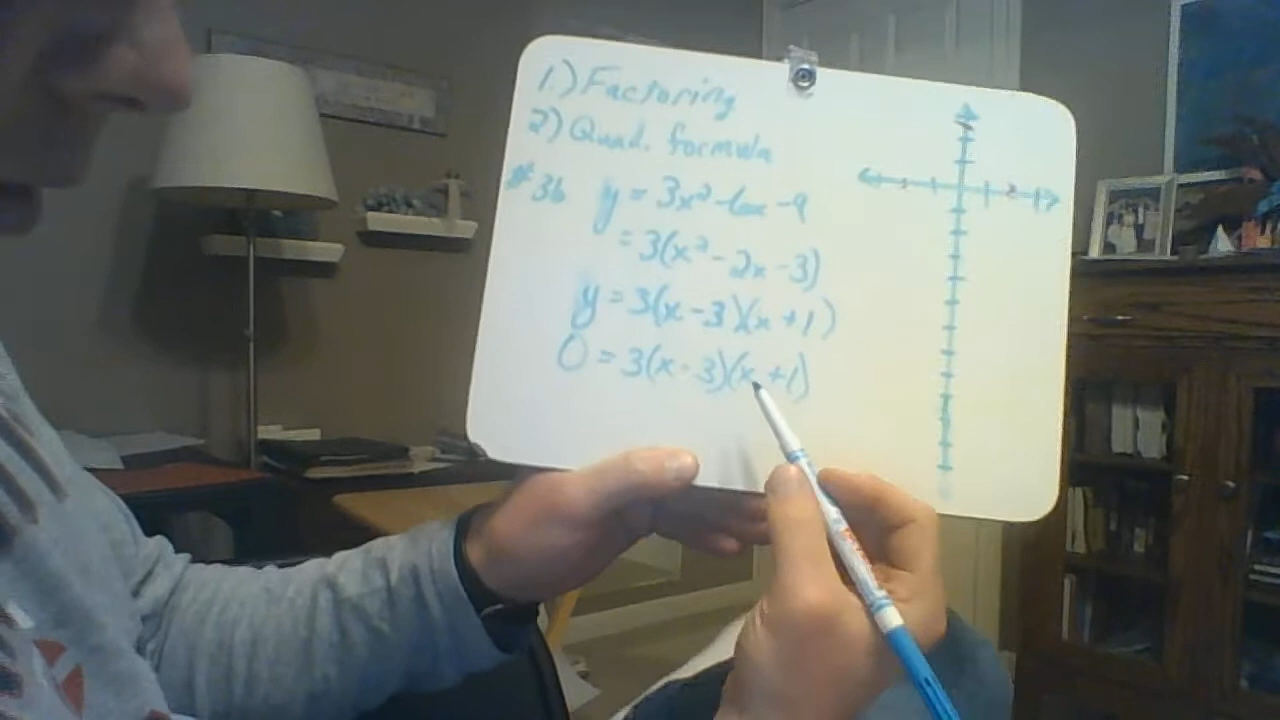 1.) Factoring
2) Quad. formula
#36 y = 3x² - 6x - 9
= 3(x² - 2x - 3)
y = 3(x - 3)(x + 1)
0 = 3(x - 3)(x + 1)